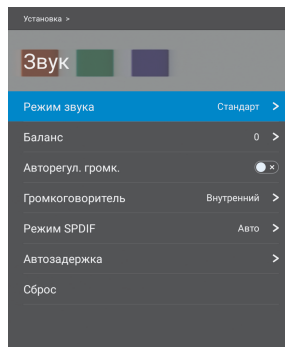 Установка >
Звук
Режим звука Стандарт >
Баланс 0 >
Авторегул. громк.
Громкоговоритель Внутренний >
Режим SPDIF Авто >
Автозадержка >
Сброс